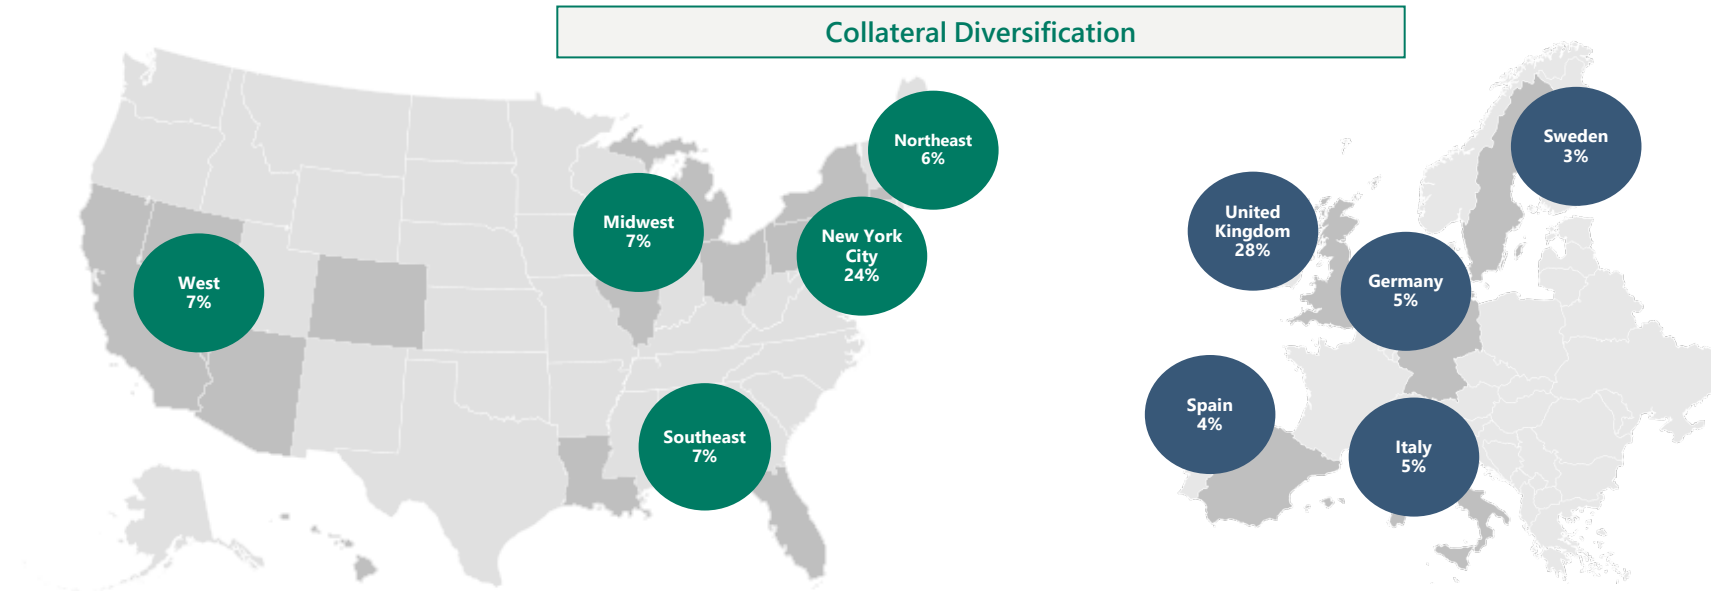 Collateral Diversification
Northeast
6%
Midwest
7%
New York
City
24%
West
7%
Southeast
7%
Sweden
3%
United
Kingdom
28%
Germany
5%
Spain
4%
Italy
5%